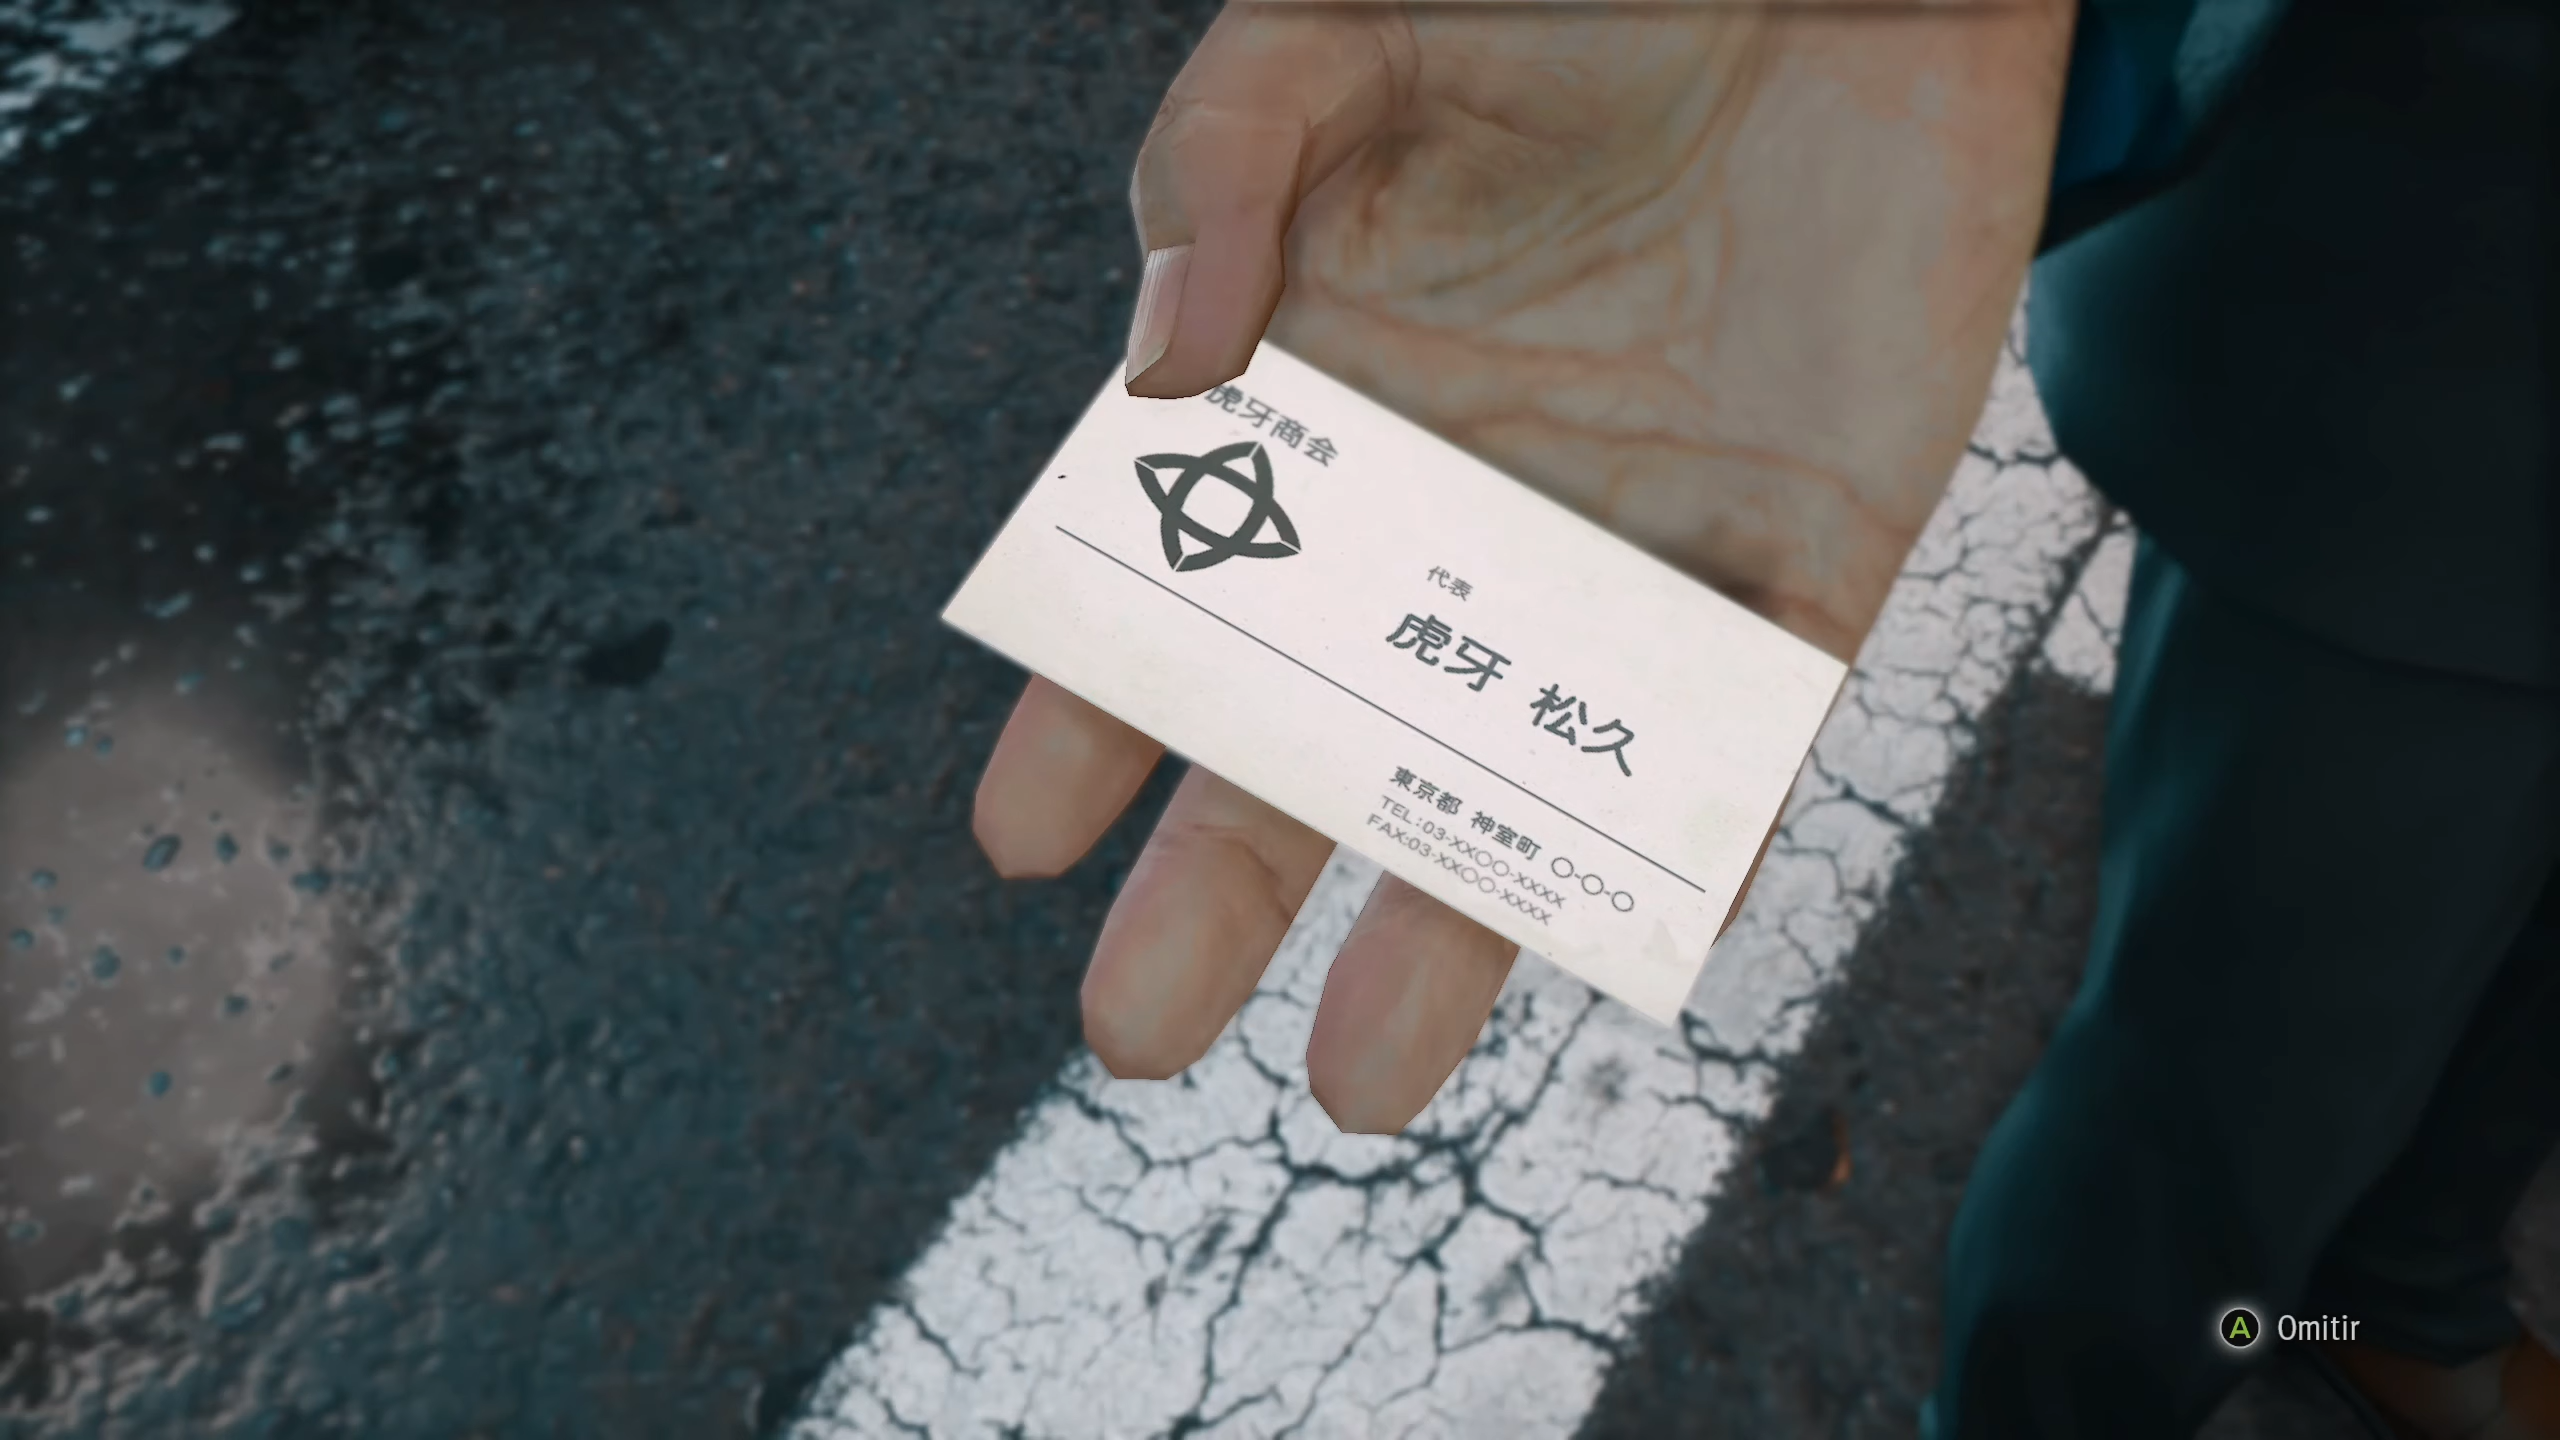 虎牙商会
代表
虎牙 松久
東京都 神室町 〇-〇-〇
TEL:03-XX〇〇-XXXX
FAX:03-XX〇〇-XXXX
A Omitir